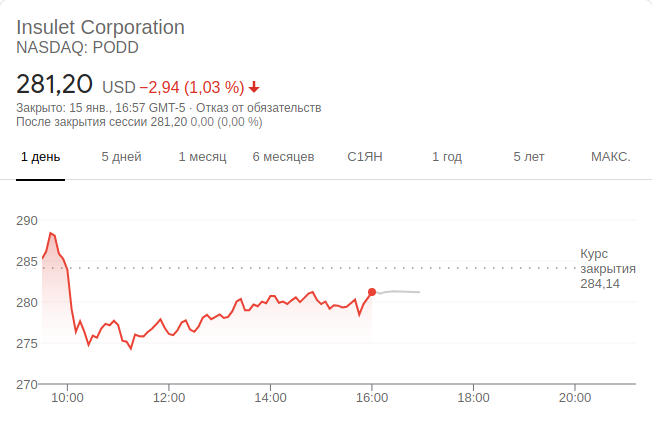 Insulet Corporation
NASDAQ: PODD
281,20 USD −2,94 (1,03 %)
Закрыто: 15 янв., 16:57 GMT-5 · Отказ от обязательств
После закрытия сессии 281,20 0,00 (0,00 %)
1 день 5 дней 1 месяц 6 месяцев С1ЯН 1 год 5 лет МАКС.
290
285
280
275
270
Курс
закрытия
284,14
10:00 12:00 14:00 16:00 18:00 20:00